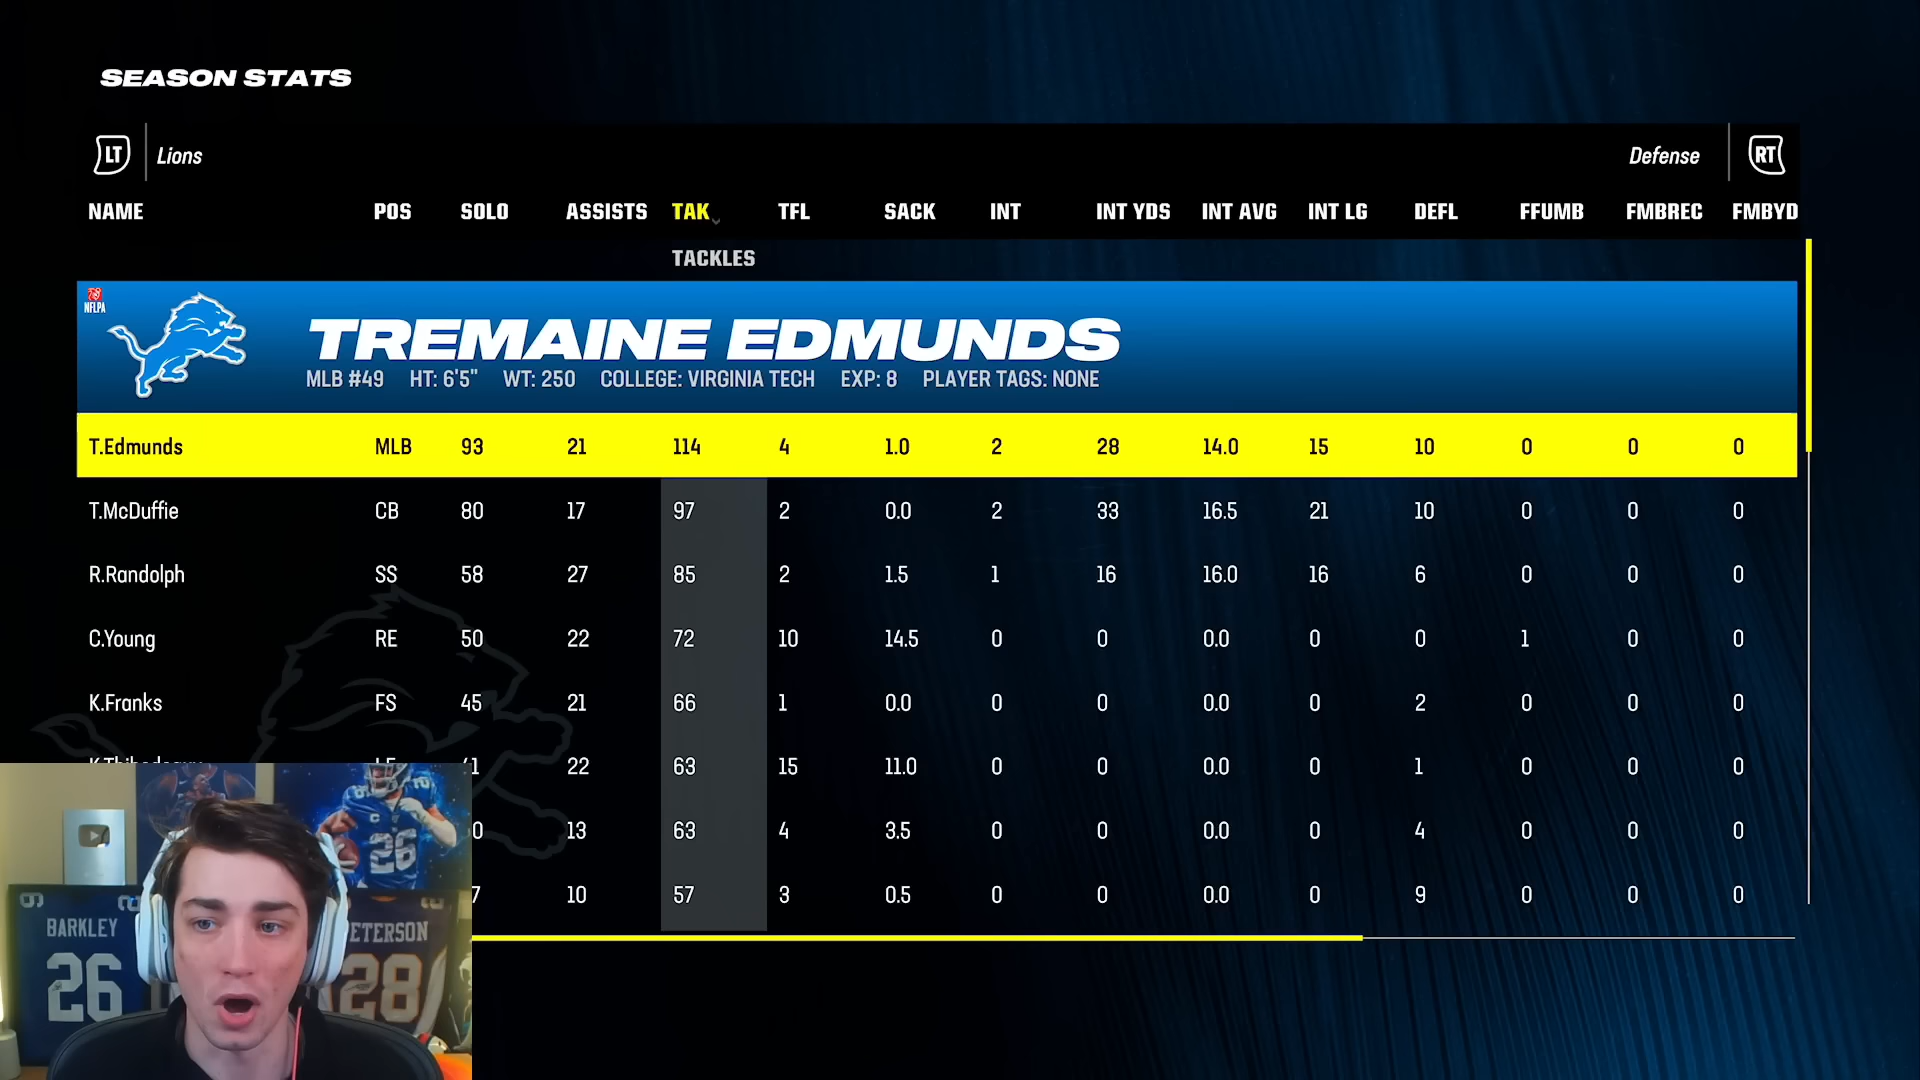 SEASON STATS
LT Lions Defense RT
NAME POS SOLO ASSISTS TAK TFL SACK INT INT YDS INT AVG INT LG DEFL FFUMB FMBREC FMBYD
TACKLES
NFLPA
TREMAINE EDMUNDS
MLB #49 HT: 6'5" WT: 250 COLLEGE: VIRGINIA TECH EXP: 8 PLAYER TAGS: NONE
T.Edmunds MLB 93 21 114 4 1.0 2 28 14.0 15 10 0 0 0
T.McDuffie CB 80 17 97 2 0.0 2 33 16.5 21 10 0 0 0
R.Randolph SS 58 27 85 2 1.5 1 16 16.0 16 6 0 0 0
C.Young RE 50 22 72 10 14.5 0 0 0.0 0 0 1 0 0
K.Franks FS 45 21 66 1 0.0 0 0 0.0 0 2 0 0 0
22 63 15 11.0 0 0 0.0 0 1 0 0 0
13 63 4 3.5 0 0 0.0 0 4 0 0 0
10 57 3 0.5 0 0 0.0 0 9 0 0 0
26
BARKLEY
26
ETERSON
28